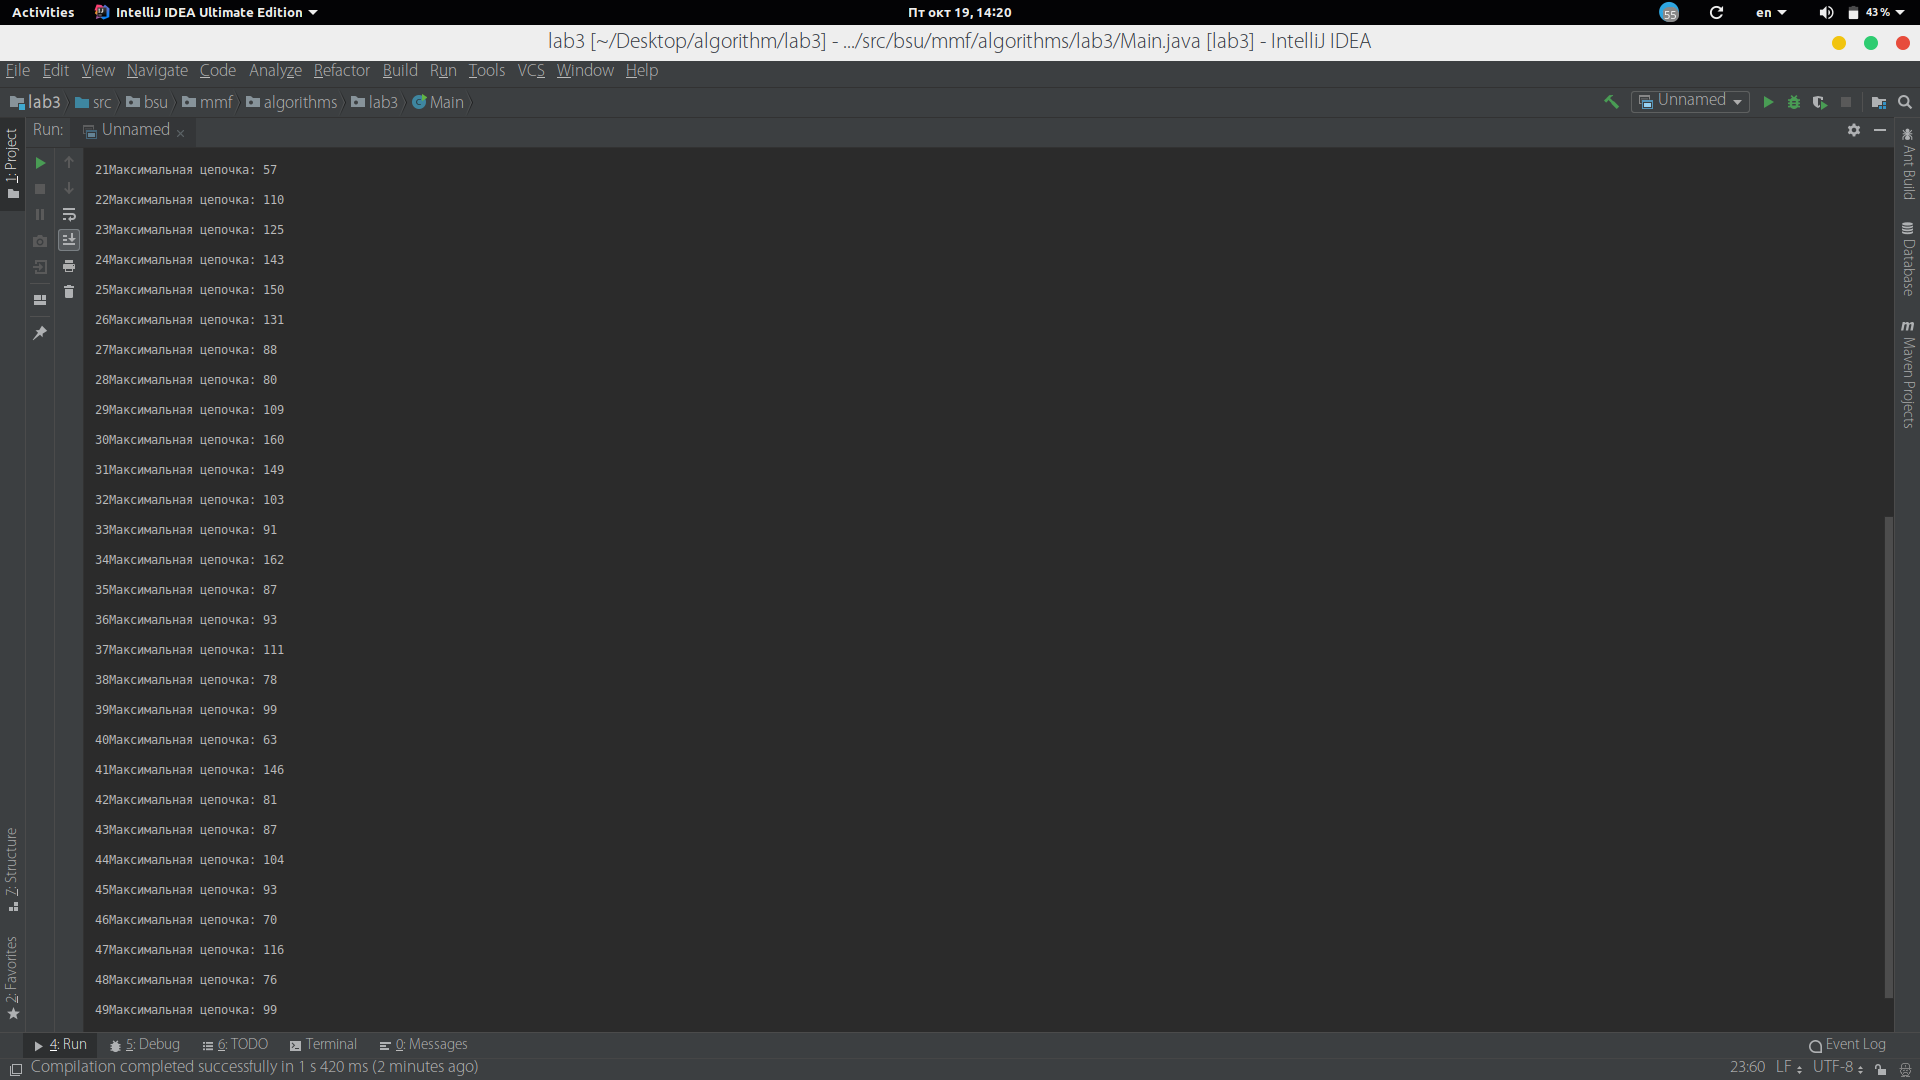 Activities IntelliJ IDEA Ultimate Edition Пт окт 19, 14:20 55 en 43 %
lab3 [~/Desktop/algorithm/lab3] - .../src/bsu/mmf/algorithms/lab3/Main.java [lab3] - IntelliJ IDEA
File Edit View Navigate Code Analyze Refactor Build Run Tools VCS Window Help
lab3 src bsu mmf algorithms lab3 Main Unnamed
Run: Unnamed
1: Project
7: Structure
2: Favorites
21Максимальная цепочка: 57
22Максимальная цепочка: 110
23Максимальная цепочка: 125
24Максимальная цепочка: 143
25Максимальная цепочка: 150
26Максимальная цепочка: 131
27Максимальная цепочка: 88
28Максимальная цепочка: 80
29Максимальная цепочка: 109
30Максимальная цепочка: 160
31Максимальная цепочка: 149
32Максимальная цепочка: 103
33Максимальная цепочка: 91
34Максимальная цепочка: 162
35Максимальная цепочка: 87
36Максимальная цепочка: 93
37Максимальная цепочка: 111
38Максимальная цепочка: 78
39Максимальная цепочка: 99
40Максимальная цепочка: 63
41Максимальная цепочка: 146
42Максимальная цепочка: 81
43Максимальная цепочка: 87
44Максимальная цепочка: 104
45Максимальная цепочка: 93
46Максимальная цепочка: 70
47Максимальная цепочка: 116
48Максимальная цепочка: 76
49Максимальная цепочка: 99
Ant Build
Database
Maven Projects
4: Run 5: Debug 6: TODO Terminal 0: Messages Event Log
Compilation completed successfully in 1 s 420 ms (2 minutes ago) 23:60 LF UTF-8